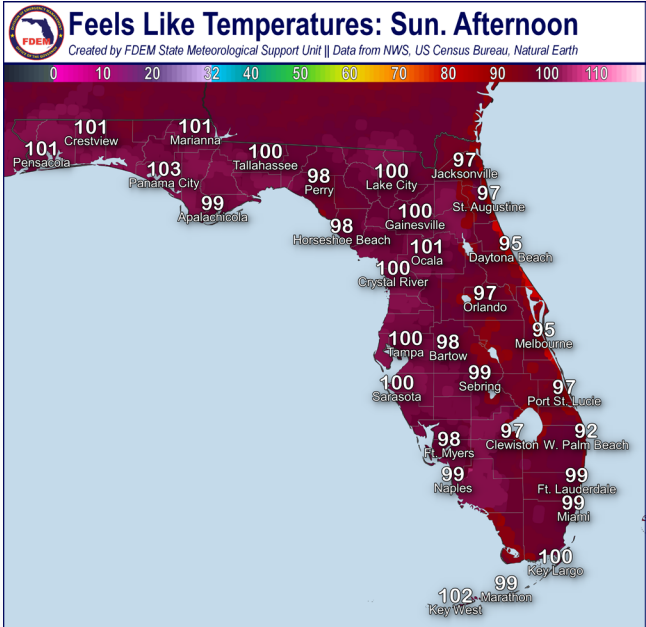 Feels Like Temperatures: Sun. Afternoon
FDEM
Created by FDEM State Meteorological Support Unit || Data from NWS, US Census Bureau, Natural Earth
0 10 20 32 40 50 60 70 80 90 100 110
101
Pensacola
101
Crestview
101
Marianna
103
Panama City
99
Apalachicola
100
Tallahassee
98
Perry
100
Lake City
97
Jacksonville
97
St. Augustine
98
Horseshoe Beach
100
Gainesville
101
Ocala
95
Daytona Beach
100
Crystal River
97
Orlando
95
Melbourne
100
Tampa
98
Bartow
99
Sebring
100
Sarasota
97
Port St. Lucie
98
Ft. Myers
97
Clewiston
92
W. Palm Beach
99
Naples
99
Ft. Lauderdale
99
Miami
100
Key Largo
99
Marathon
102
Key West